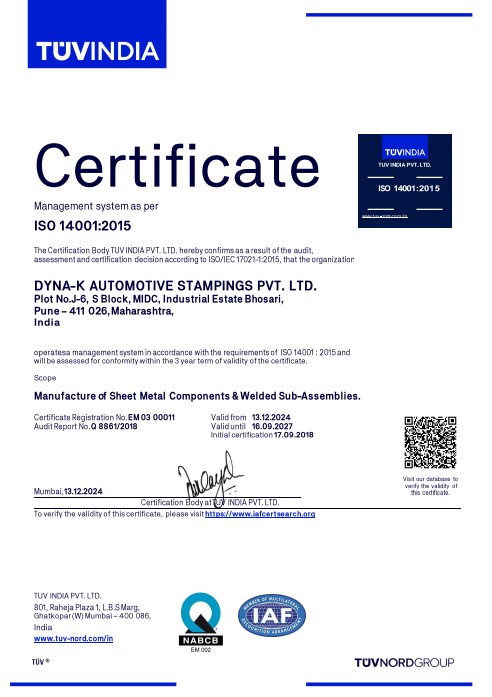 TÜVINDIA
Certificate
TÜVINDIA
TUV INDIA PVT. LTD.
ISO 14001:2015
www.tuv-nord.com/in
Management system as per
ISO 14001:2015
The Certification Body TUV INDIA PVT. LTD. hereby confirms as a result of the audit,
assessment and certification decision according to ISO/IEC 17021-1:2015, that the organization
DYNA-K AUTOMOTIVE STAMPINGS PVT. LTD.
Plot No.J-6, S Block, MIDC, Industrial Estate Bhosari,
Pune – 411 026, Maharashtra,
India
operatesa management system in accordance with the requirements of ISO 14001 : 2015 and
will be assessed for conformity within the 3 year term of validity of the certificate.
Scope
Manufacture of Sheet Metal Components & Welded Sub-Assemblies.
Certificate Registration No. EM 03 00011
Audit Report No. Q 8861/2018
Valid from 13.12.2024
Valid until 16.09.2027
Initial certification 17.09.2018
Visit our database to
verify the validity of
this certificate.
Mumbai, 13.12.2024
Certification Body at TUV INDIA PVT. LTD.
To verify the validity of this certificate, please visit https://www.iafcertsearch.org
TUV INDIA PVT. LTD.
801, Raheja Plaza 1, L.B.S Marg,
Ghatkopar (W) Mumbai – 400 086,
India
www.tuv-nord.com/in
NABCB
EM 002
MEMBER OF MULTILATERAL
IAF
RECOGNITION ARRANGEMENT
TÜV ®
TÜVNORDGROUP